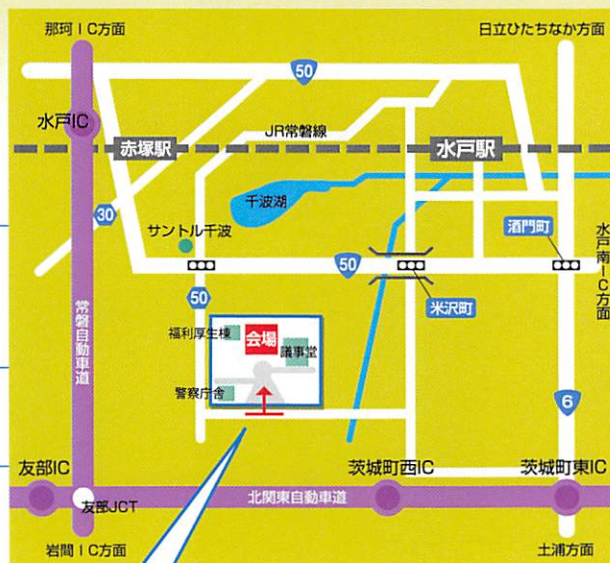 那珂IC方面
日立ひたちなか方面
50
水戸IC
JR常磐線
赤塚駅
水戸駅
千波湖
30
サントル千波
酒門町
水戸南IC方面
50
50
米沢町
福利厚生棟
会場
議事堂
常磐自動車道
警察庁舎
6
友部IC
茨城町西IC
茨城町東IC
友部JCT
北関東自動車道
岩間IC方面
土浦方面